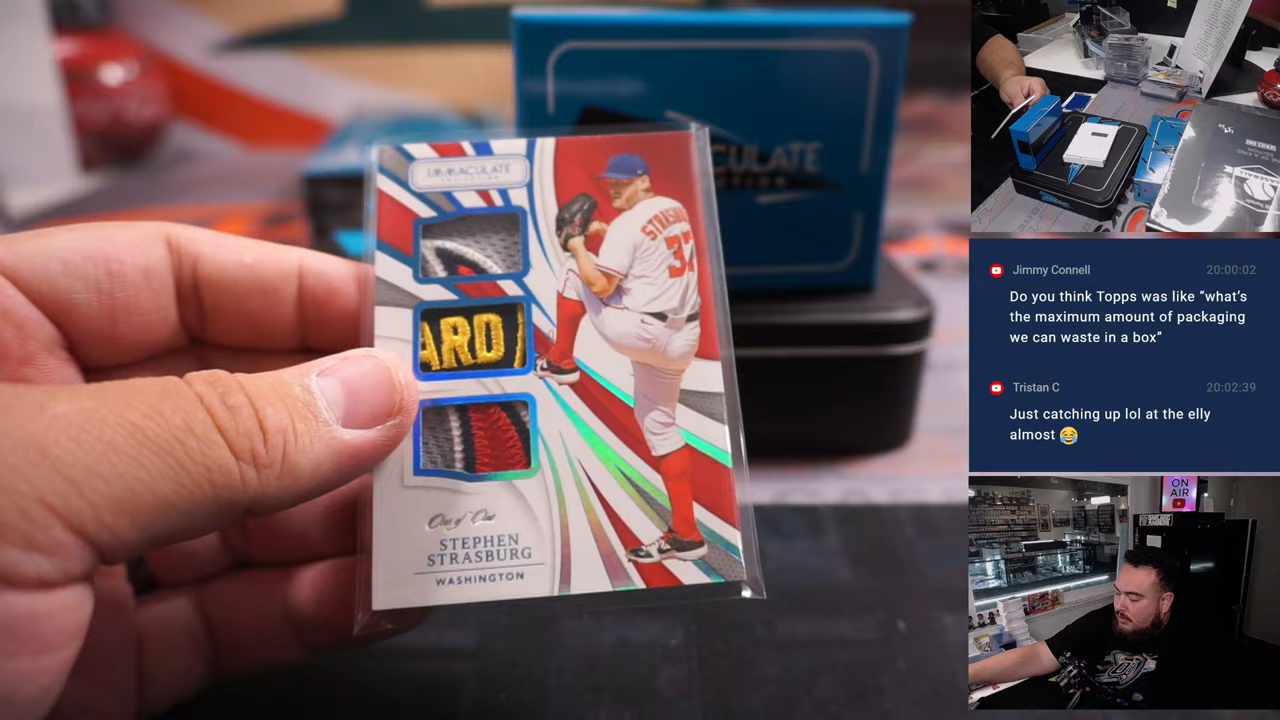 IMMACULATE
COLLECTION
STRASBU
37
ARD
One of One
STEPHEN
STRASBURG
WASHINGTON
CULATE
Jimmy Connell
20:00:02
Do you think Topps was like “what’s
the maximum amount of packaging
we can waste in a box”
Tristan C
20:02:39
Just catching up lol at the elly
almost 😂
ON
AIR